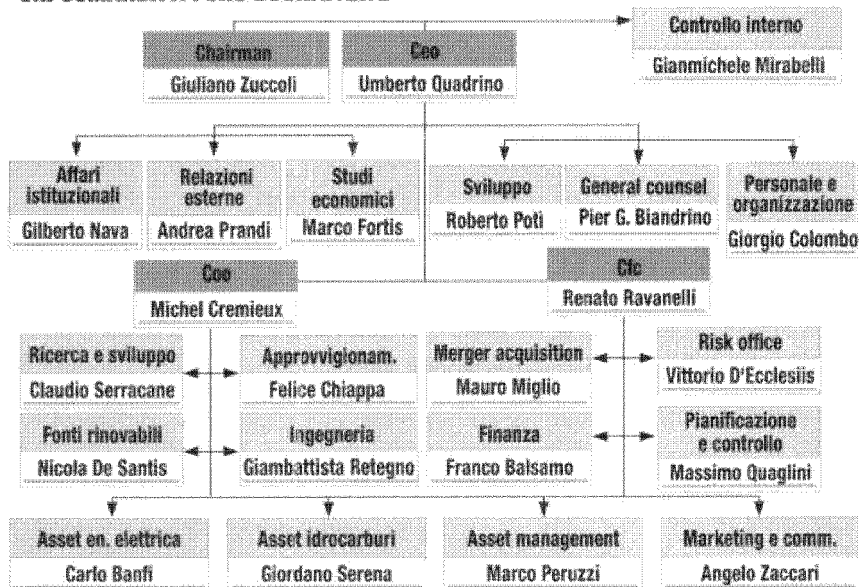 Controllo interno
Gianmichele Mirabelli
Chairman
Giuliano Zuccoli
Ceo
Umberto Quadrino
Affari
istituzionali
Gilberto Nava
Relazioni
esterne
Andrea Prandi
Studi
economici
Marco Fortis
Sviluppo
Roberto Poti
General counsel
Pier G. Biandrino
Personale e
organizzazione
Giorgio Colombo
Coo
Michel Cremieux
Cfc
Renato Ravanelli
Ricerca e sviluppo
Claudio Serracane
Approvvigionam.
Felice Chiappa
Merger acquisition
Mauro Miglio
Risk office
Vittorio D'Ecclesiis
Fonti rinovabili
Nicola De Santis
Ingegneria
Giambattista Retegno
Finanza
Franco Balsamo
Pianificazione
e controllo
Massimo Quaglini
Asset en. elettrica
Carlo Banfi
Asset idrocarburi
Giordano Serena
Asset management
Marco Peruzzi
Marketing e comm.
Angelo Zaccari